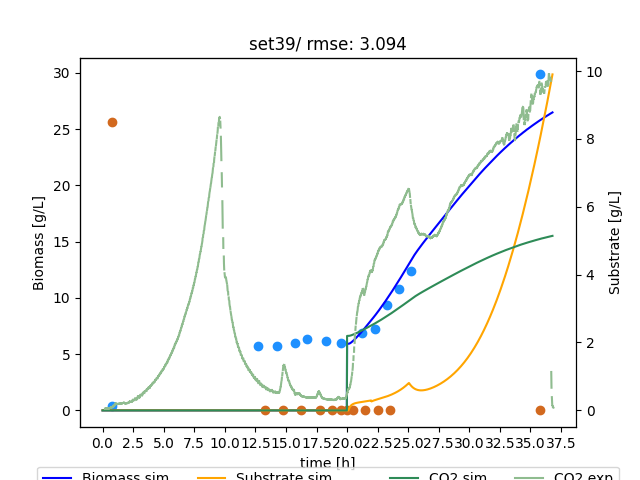 set39/ rmse: 3.094
30
25
20
15
10
5
0
Biomass [g/L]
10
8
6
4
2
0
Substrate [g/L]
0.0 2.5 5.0 7.5 10.0 12.5 15.0 17.5 20.0 22.5 25.0 27.5 30.0 32.5 35.0 37.5
time [h]
Biomass sim Substrate sim CO2 sim CO2 exp